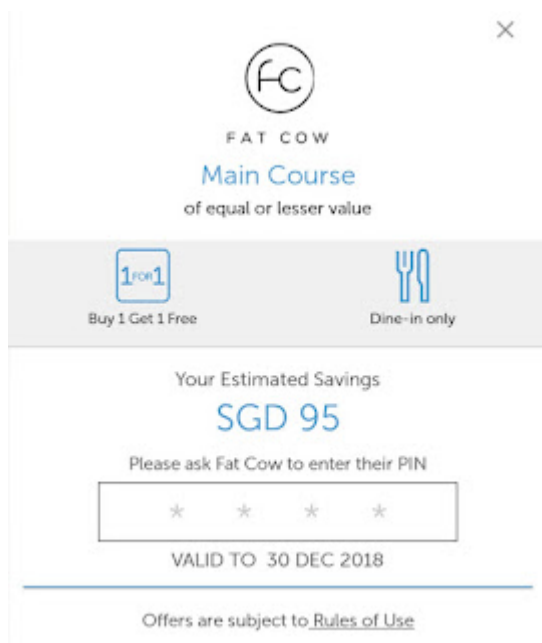 fc
FAT COW
Main Course
of equal or lesser value
1FOR1
Buy 1 Get 1 Free
Dine-in only
Your Estimated Savings
SGD 95
Please ask Fat Cow to enter their PIN
* * * *
VALID TO 30 DEC 2018
Offers are subject to Rules of Use